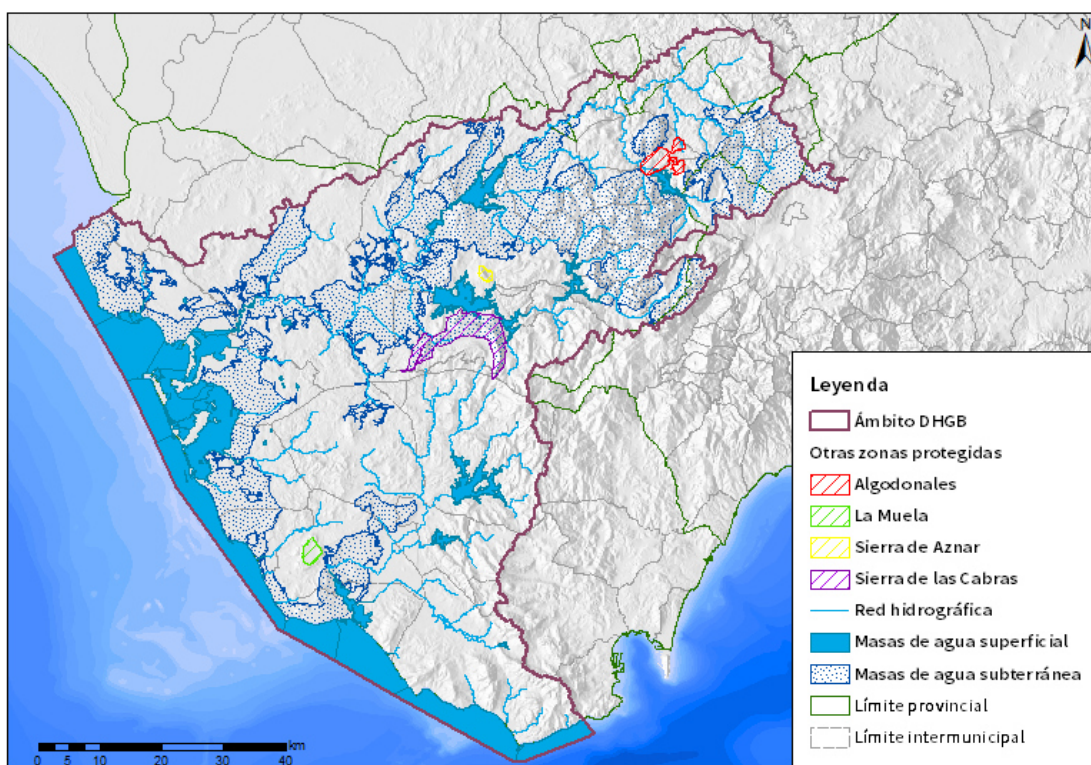 N
Leyenda
Ámbito DHGB
Otras zonas protegidas
Algodonales
La Muela
Sierra de Aznar
Sierra de las Cabras
Red hidrográfica
Masas de agua superficial
Masas de agua subterránea
Límite provincial
Límite intermunicipal
km
0 5 10 20 30 40